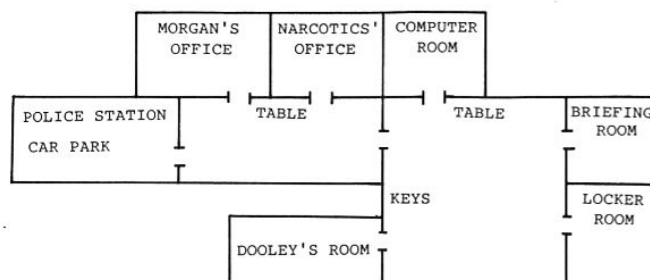 MORGAN'S
OFFICE
NARCOTICS'
OFFICE
COMPUTER
ROOM
POLICE STATION
CAR PARK
TABLE
TABLE
BRIEFING
ROOM
KEYS
LOCKER
ROOM
DOOLEY'S ROOM